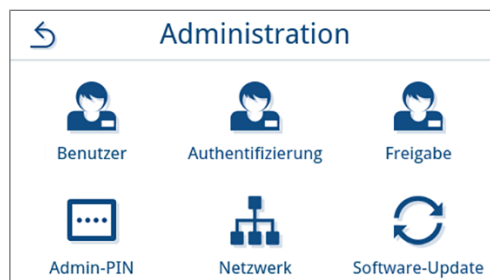 Administration
Benutzer Authentifizierung Freigabe
Admin-PIN Netzwerk Software-Update